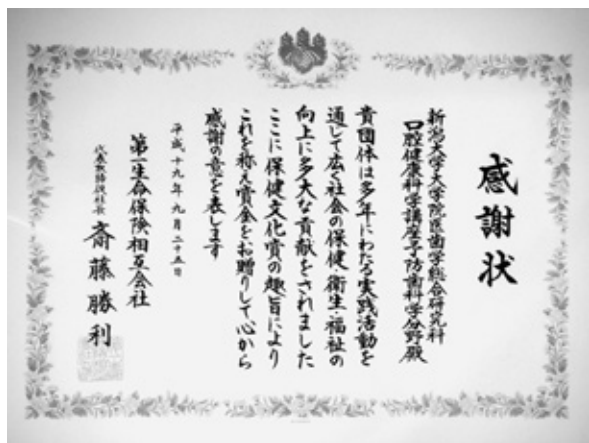 感謝状
新潟大学大学院医歯学総合研究科
口腔健康科学講座予防歯科学分野殿
貴団体は多年にわたる実践活動を
通して広く社会の保健・衛生・福祉の
向上に多大な貢献をされました
ここに保健文化賞の趣旨により
これを称え賞金をお贈りして心から
感謝の意を表します
平成十九年九月二十五日
第一生命保険相互会社
代表取締役社長 斎藤勝利